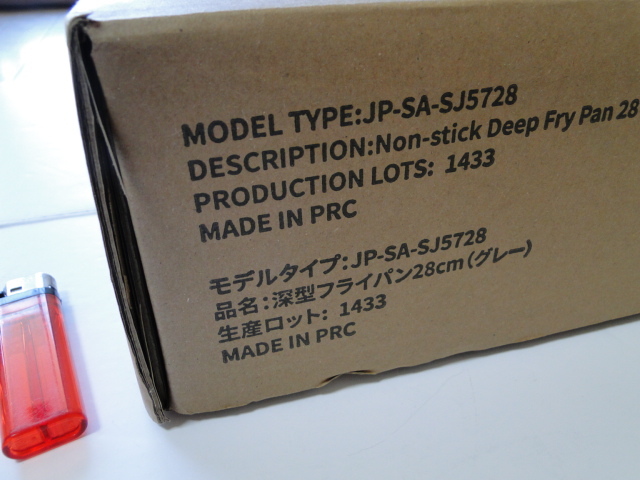 MODEL TYPE:JP-SA-SJ5728
DESCRIPTION:Non-stick Deep Fry Pan 28
PRODUCTION LOTS: 1433
MADE IN PRC
モデルタイプ:JP-SA-SJ5728
品名:深型フライパン28cm(グレー)
生産ロット: 1433
MADE IN PRC